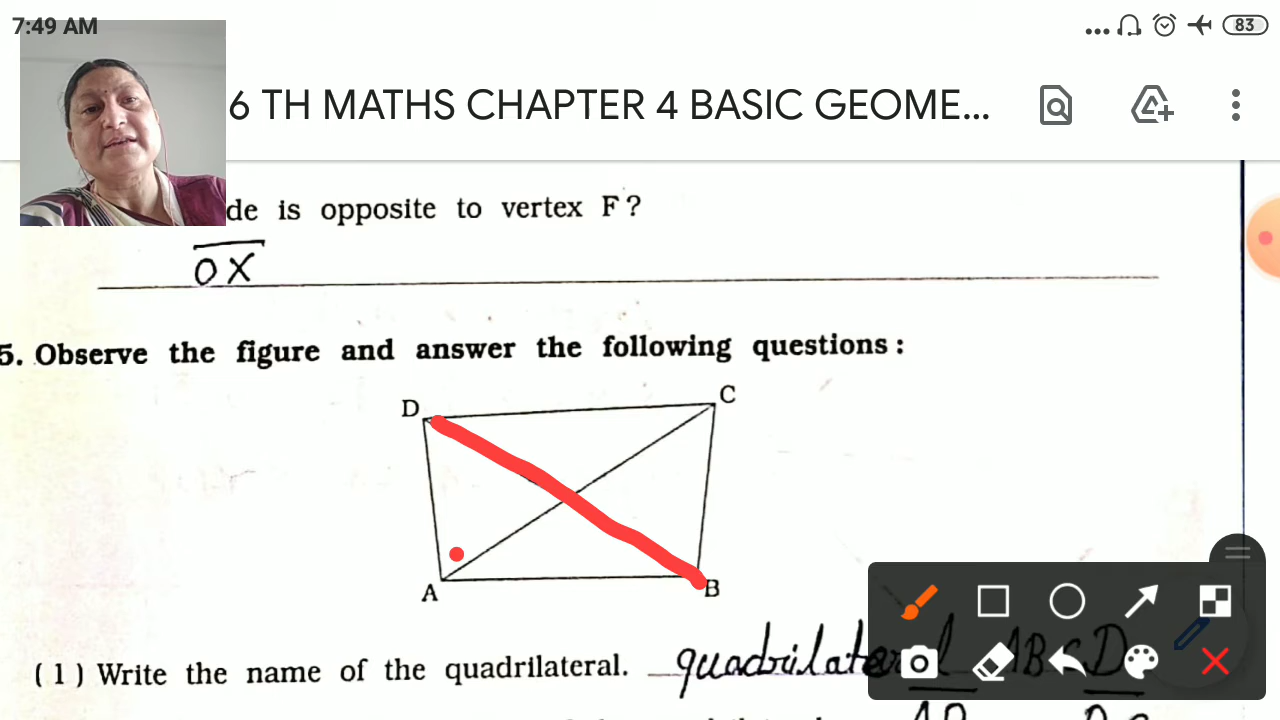 7:49 AM
83
6 TH MATHS CHAPTER 4 BASIC GEOME...
de is opposite to vertex F?
OX
5. Observe the figure and answer the following questions :
D
C
A
B
(1) Write the name of the quadrilateral. quadrilateral ABCD